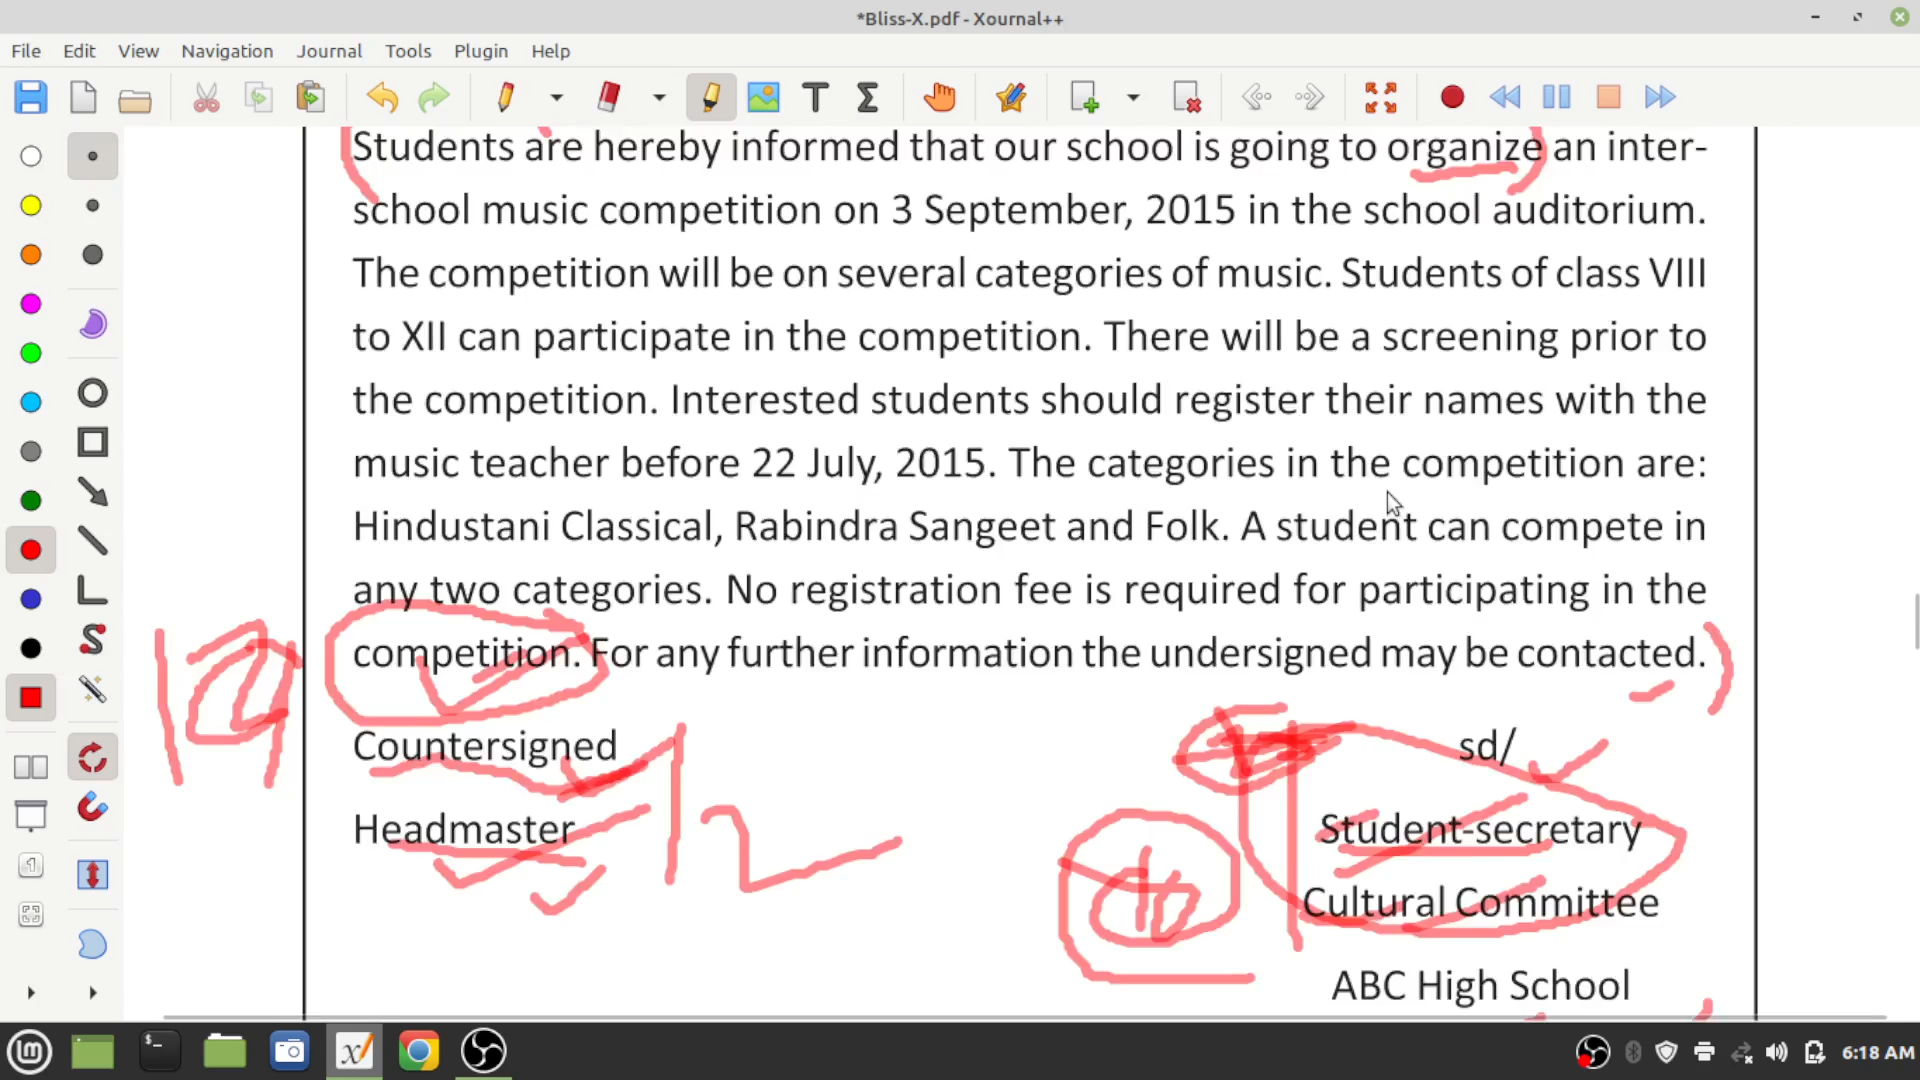 *Bliss-X.pdf - Xournal++
File Edit View Navigation Journal Tools Plugin Help
Students are hereby informed that our school is going to organize an inter-
school music competition on 3 September, 2015 in the school auditorium.
The competition will be on several categories of music. Students of class VIII
to XII can participate in the competition. There will be a screening prior to
the competition. Interested students should register their names with the
music teacher before 22 July, 2015. The categories in the competition are:
Hindustani Classical, Rabindra Sangeet and Folk. A student can compete in
any two categories. No registration fee is required for participating in the
competition. For any further information the undersigned may be contacted.
Countersigned
sd/
Headmaster
Student-secretary
Cultural Committee
ABC High School
6:18 AM